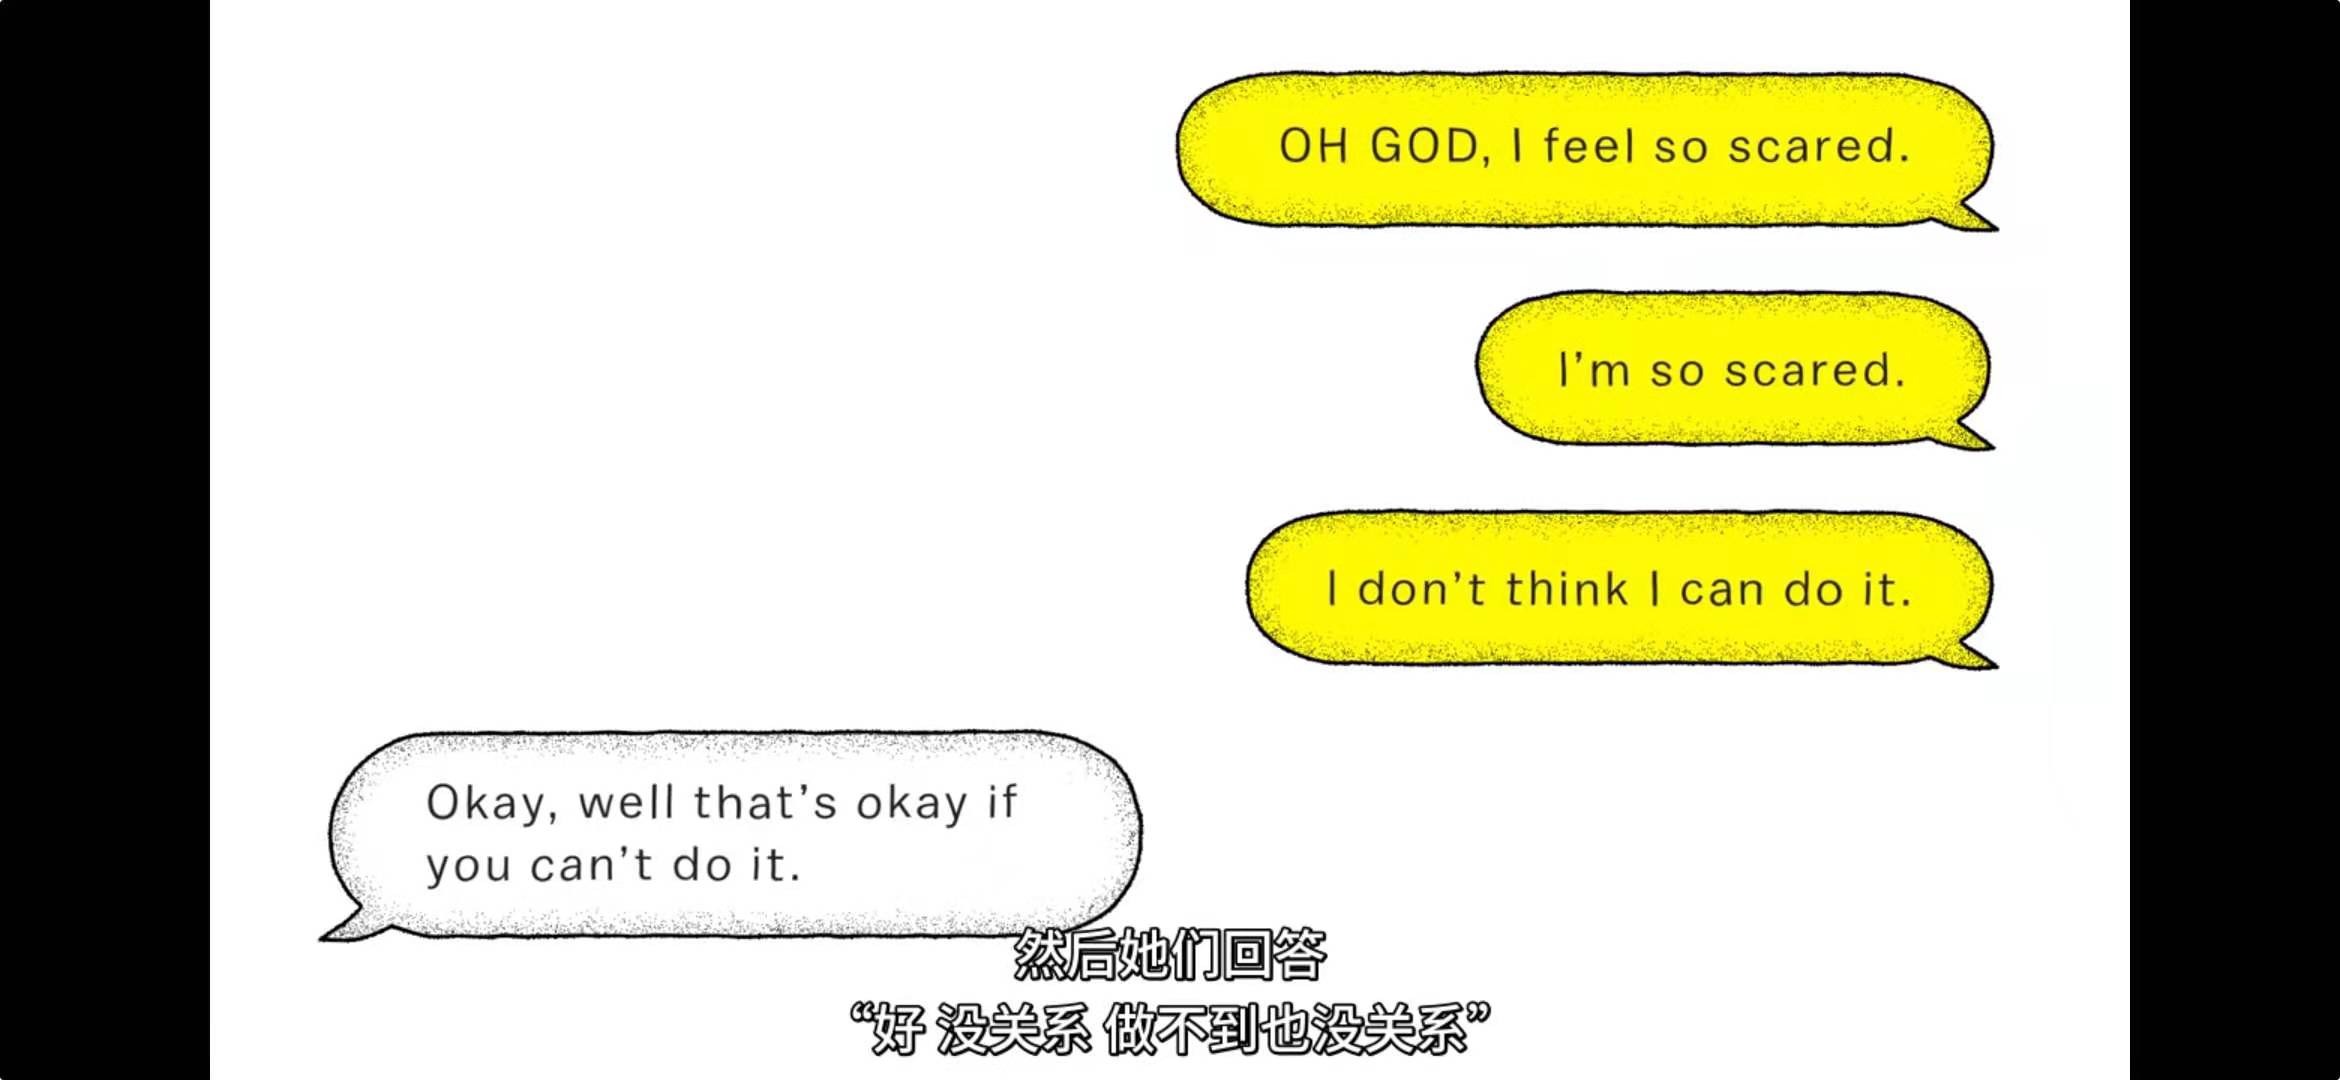 OH GOD, I feel so scared.
I’m so scared.
I don’t think I can do it.
Okay, well that’s okay if
you can’t do it.
然后她们回答
“好 没关系 做不到也没关系”